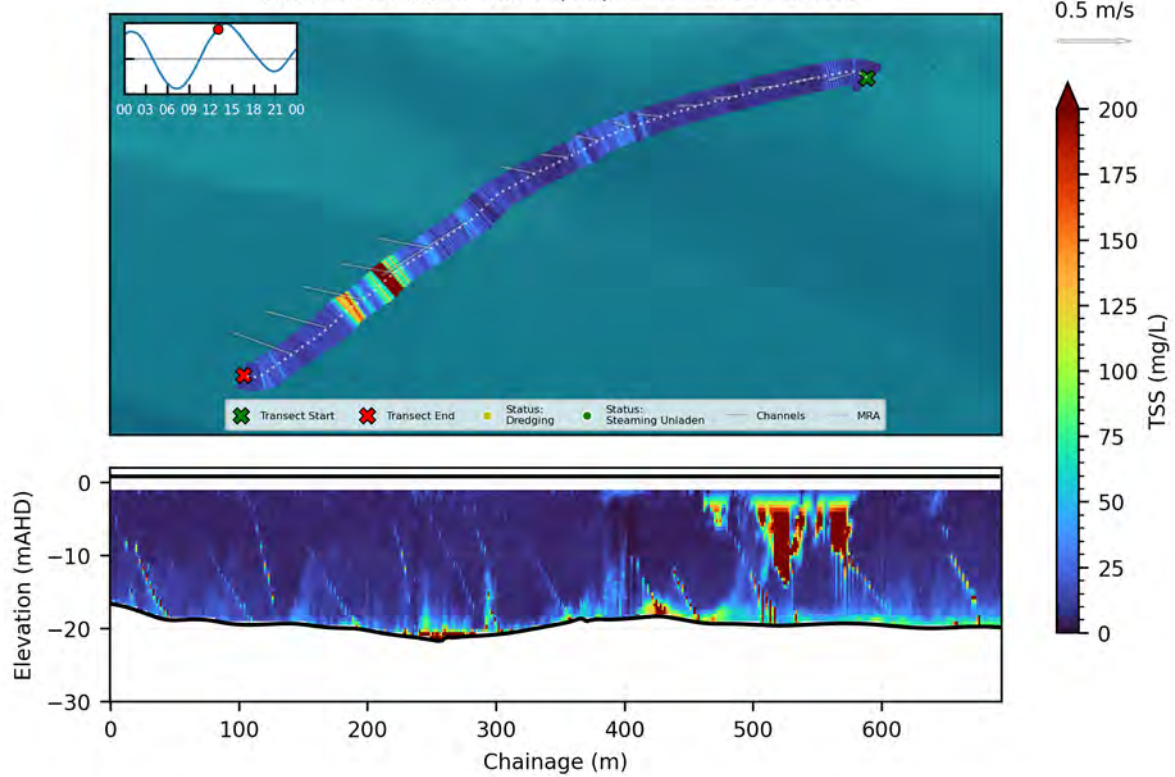 0.5 m/s
00 03 06 09 12 15 18 21 00
Transect Start
Transect End
Status:
Dredging
Status:
Steaming Unladen
Channels
MRA
200
175
150
125
100
75
50
25
0
TSS (mg/L)
Elevation (mAHD)
0
−10
−20
−30
0 100 200 300 400 500 600
Chainage (m)